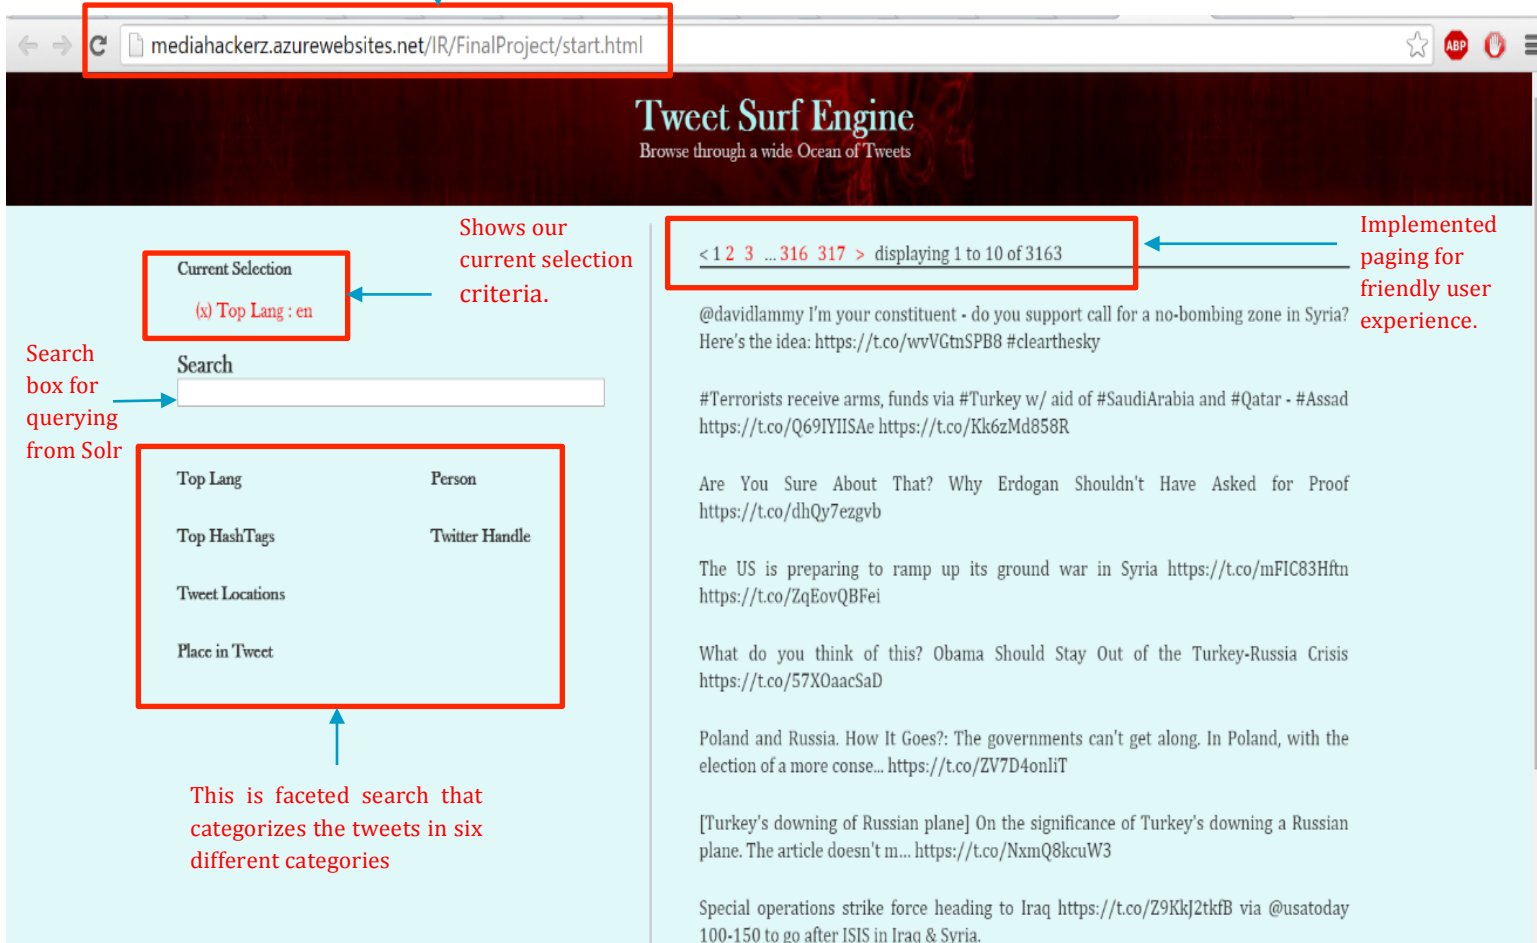 mediahackerz.azurewebsites.net/IR/FinalProject/start.html
ABP
Tweet Surf Engine
Browse through a wide Ocean of Tweets
Current Selection
(x) Top Lang : en
Shows our
current selection
criteria.
Search
Search
box for
querying
from Solr
Top Lang
Person
Top HashTags
Twitter Handle
Tweet Locations
Place in Tweet
This is faceted search that
categorizes the tweets in six
different categories
< 1 2 3 ... 316 317 > displaying 1 to 10 of 3163
Implemented
paging for
friendly user
experience.
@davidlammy I'm your constituent - do you support call for a no-bombing zone in Syria?
Here's the idea: https://t.co/wvVGtnSPB8 #clearthesky
#Terrorists receive arms, funds via #Turkey w/ aid of #SaudiArabia and #Qatar - #Assad
https://t.co/Q69IYIISAe https://t.co/Kk6zMd858R
Are You Sure About That? Why Erdogan Shouldn't Have Asked for Proof
https://t.co/dhQy7ezgvb
The US is preparing to ramp up its ground war in Syria https://t.co/mFIC83Hftn
https://t.co/ZqEovQBFei
What do you think of this? Obama Should Stay Out of the Turkey-Russia Crisis
https://t.co/57XOaacSaD
Poland and Russia. How It Goes?: The governments can't get along. In Poland, with the
election of a more conse... https://t.co/ZV7D4onIiT
[Turkey's downing of Russian plane] On the significance of Turkey's downing a Russian
plane. The article doesn't m... https://t.co/NxmQ8kcuW3
Special operations strike force heading to Iraq https://t.co/Z9KkJ2tkfB via @usatoday
100-150 to go after ISIS in Iraq & Syria.